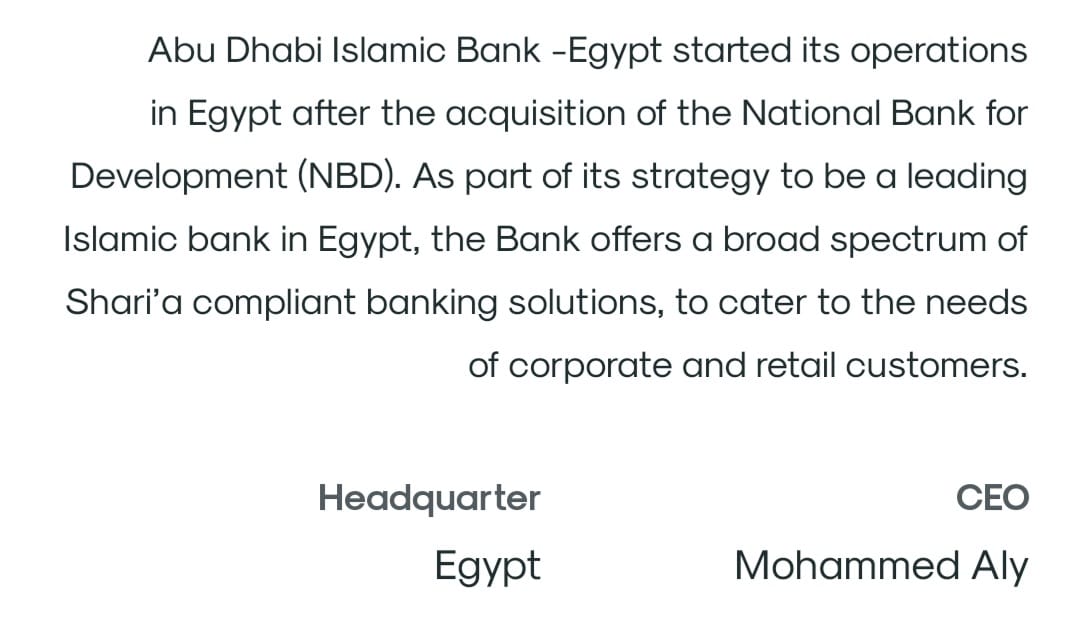 Abu Dhabi Islamic Bank -Egypt started its operations
in Egypt after the acquisition of the National Bank for
Development (NBD). As part of its strategy to be a leading
Islamic bank in Egypt, the Bank offers a broad spectrum of
Shari’a compliant banking solutions, to cater to the needs
of corporate and retail customers.
Headquarter
Egypt
CEO
Mohammed Aly